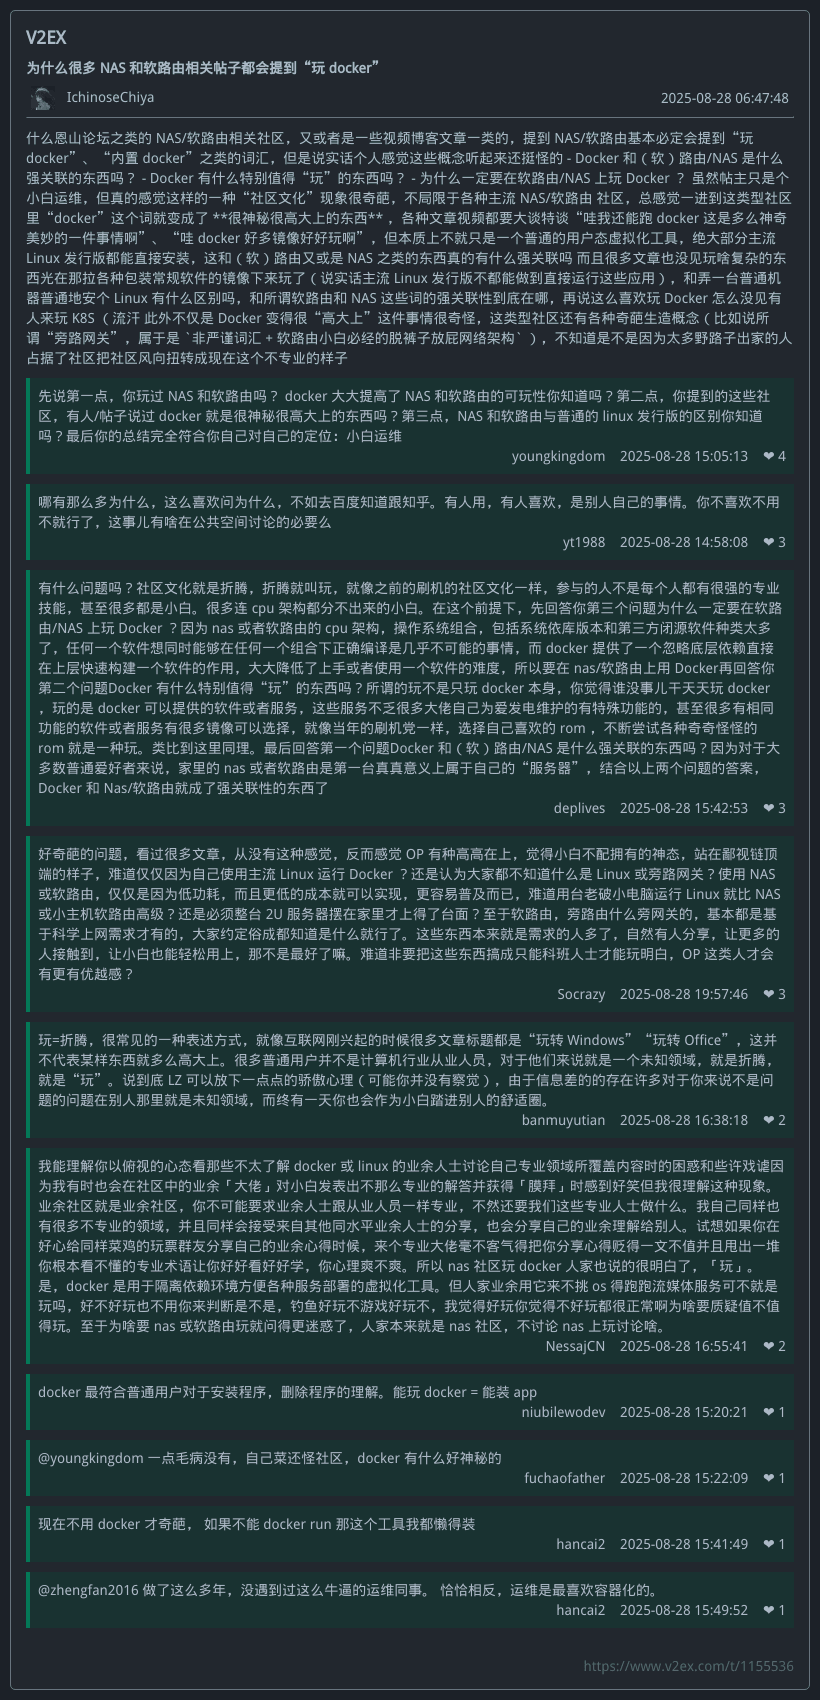 V2EX
为什么很多 NAS 和软路由相关帖子都会提到“玩 docker”
IchinoseChiya 2025-08-28 06:47:48
什么恩山论坛之类的 NAS/软路由相关社区，又或者是一些视频博客文章一类的，提到 NAS/软路由基本必定会提到“玩
docker”、“内置 docker”之类的词汇，但是说实话个人感觉这些概念听起来还挺怪的 - Docker 和（软）路由/NAS 是什么
强关联的东西吗？ - Docker 有什么特别值得“玩”的东西吗？ - 为什么一定要在软路由/NAS 上玩 Docker ？ 虽然帖主只是个
小白运维，但真的感觉这样的一种“社区文化”现象很奇葩，不局限于各种主流 NAS/软路由 社区，总感觉一进到这类型社区
里“docker”这个词就变成了 **很神秘很高大上的东西** ，各种文章视频都要大谈特谈“哇我还能跑 docker 这是多么神奇
美妙的一件事情啊”、“哇 docker 好多镜像好好玩啊”，但本质上不就只是一个普通的用户态虚拟化工具，绝大部分主流
Linux 发行版都能直接安装，这和（软）路由又或是 NAS 之类的东西真的有什么强关联吗 而且很多文章也没见玩啥复杂的东
西光在那拉各种包装常规软件的镜像下来玩了（说实话主流 Linux 发行版不都能做到直接运行这些应用），和弄一台普通机
器普通地安个 Linux 有什么区别吗，和所谓软路由和 NAS 这些词的强关联性到底在哪，再说这么喜欢玩 Docker 怎么没见有
人来玩 K8S （流汗 此外不仅是 Docker 变得很“高大上”这件事情很奇怪，这类型社区还有各种奇葩生造概念（比如说所
谓“旁路网关”，属于是 `非严谨词汇 + 软路由小白必经的脱裤子放屁网络架构` ），不知道是不是因为太多野路子出家的人
占据了社区把社区风向扭转成现在这个不专业的样子
先说第一点，你玩过 NAS 和软路由吗？ docker 大大提高了 NAS 和软路由的可玩性你知道吗？第二点，你提到的这些社
区，有人/帖子说过 docker 就是很神秘很高大上的东西吗？第三点，NAS 和软路由与普通的 linux 发行版的区别你知道
吗？最后你的总结完全符合你自己对自己的定位：小白运维
youngkingdom 2025-08-28 15:05:13 ❤ 4
哪有那么多为什么，这么喜欢问为什么，不如去百度知道跟知乎。有人用，有人喜欢，是别人自己的事情。你不喜欢不用
不就行了，这事儿有啥在公共空间讨论的必要么
yt1988 2025-08-28 14:58:08 ❤ 3
有什么问题吗？社区文化就是折腾，折腾就叫玩，就像之前的刷机的社区文化一样，参与的人不是每个人都有很强的专业
技能，甚至很多都是小白。很多连 cpu 架构都分不出来的小白。在这个前提下，先回答你第三个问题为什么一定要在软路
由/NAS 上玩 Docker ？因为 nas 或者软路由的 cpu 架构，操作系统组合，包括系统依库版本和第三方闭源软件种类太多
了，任何一个软件想同时能够在任何一个组合下正确编译是几乎不可能的事情，而 docker 提供了一个忽略底层依赖直接
在上层快速构建一个软件的作用，大大降低了上手或者使用一个软件的难度，所以要在 nas/软路由上用 Docker再回答你
第二个问题Docker 有什么特别值得“玩”的东西吗？所谓的玩不是只玩 docker 本身，你觉得谁没事儿干天天玩 docker
，玩的是 docker 可以提供的软件或者服务，这些服务不乏很多大佬自己为爱发电维护的有特殊功能的，甚至很多有相同
功能的软件或者服务有很多镜像可以选择，就像当年的刷机党一样，选择自己喜欢的 rom ，不断尝试各种奇奇怪怪的
rom 就是一种玩。类比到这里同理。最后回答第一个问题Docker 和（软）路由/NAS 是什么强关联的东西吗？因为对于大
多数普通爱好者来说，家里的 nas 或者软路由是第一台真真意义上属于自己的“服务器”，结合以上两个问题的答案，
Docker 和 Nas/软路由就成了强关联性的东西了
deplives 2025-08-28 15:42:53 ❤ 3
好奇葩的问题，看过很多文章，从没有这种感觉，反而感觉 OP 有种高高在上，觉得小白不配拥有的神态，站在鄙视链顶
端的样子，难道仅仅因为自己使用主流 Linux 运行 Docker ？还是认为大家都不知道什么是 Linux 或旁路网关？使用 NAS
或软路由，仅仅是因为低功耗，而且更低的成本就可以实现，更容易普及而已，难道用台老破小电脑运行 Linux 就比 NAS
或小主机软路由高级？还是必须整台 2U 服务器摆在家里才上得了台面？至于软路由，旁路由什么旁网关的，基本都是基
于科学上网需求才有的，大家约定俗成都知道是什么就行了。这些东西本来就是需求的人多了，自然有人分享，让更多的
人接触到，让小白也能轻松用上，那不是最好了嘛。难道非要把这些东西搞成只能科班人士才能玩明白，OP 这类人才会
有更有优越感？
Socrazy 2025-08-28 19:57:46 ❤ 3
玩=折腾，很常见的一种表述方式，就像互联网刚兴起的时候很多文章标题都是“玩转 Windows”“玩转 Office”，这并
不代表某样东西就多么高大上。很多普通用户并不是计算机行业从业人员，对于他们来说就是一个未知领域，就是折腾，
就是“玩”。说到底 LZ 可以放下一点点的骄傲心理（可能你并没有察觉），由于信息差的的存在许多对于你来说不是问
题的问题在别人那里就是未知领域，而终有一天你也会作为小白踏进别人的舒适圈。
banmuyutian 2025-08-28 16:38:18 ❤ 2
我能理解你以俯视的心态看那些不太了解 docker 或 linux 的业余人士讨论自己专业领域所覆盖内容时的困惑和些许戏谑因
为我有时也会在社区中的业余「大佬」对小白发表出不那么专业的解答并获得「膜拜」时感到好笑但我很理解这种现象。
业余社区就是业余社区，你不可能要求业余人士跟从业人员一样专业，不然还要我们这些专业人士做什么。我自己同样也
有很多不专业的领域，并且同样会接受来自其他同水平业余人士的分享，也会分享自己的业余理解给别人。试想如果你在
好心给同样菜鸡的玩票群友分享自己的业余心得时候，来个专业大佬毫不客气得把你分享心得贬得一文不值并且甩出一堆
你根本看不懂的专业术语让你好好看好好学，你心理爽不爽。所以 nas 社区玩 docker 人家也说的很明白了，「玩」。
是，docker 是用于隔离依赖环境方便各种服务部署的虚拟化工具。但人家业余用它来不挑 os 得跑跑流媒体服务可不就是
玩吗，好不好玩也不用你来判断是不是，钓鱼好玩不游戏好玩不，我觉得好玩你觉得不好玩都很正常啊为啥要质疑值不值
得玩。至于为啥要 nas 或软路由玩就问得更迷惑了，人家本来就是 nas 社区，不讨论 nas 上玩讨论啥。
NessajCN 2025-08-28 16:55:41 ❤ 2
docker 最符合普通用户对于安装程序，删除程序的理解。能玩 docker = 能装 app
niubilewodev 2025-08-28 15:20:21 ❤ 1
@youngkingdom 一点毛病没有，自己菜还怪社区，docker 有什么好神秘的
fuchaofather 2025-08-28 15:22:09 ❤ 1
现在不用 docker 才奇葩， 如果不能 docker run 那这个工具我都懒得装
hancai2 2025-08-28 15:41:49 ❤ 1
@zhengfan2016 做了这么多年，没遇到过这么牛逼的运维同事。 恰恰相反，运维是最喜欢容器化的。
hancai2 2025-08-28 15:49:52 ❤ 1
https://www.v2ex.com/t/1155536